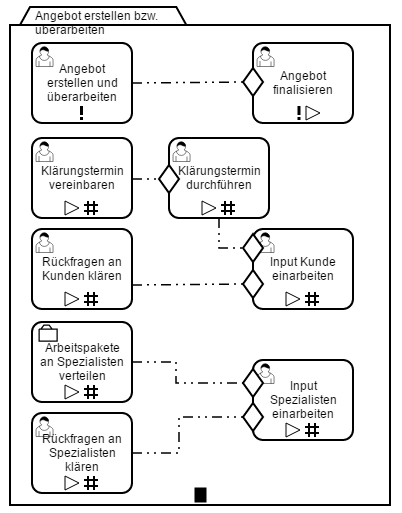 Angebot erstellen bzw.
überarbeiten
Angebot
erstellen und
überarbeiten
Angebot
finalisieren
Klärungstermin
vereinbaren
Klärungstermin
durchführen
Rückfragen an
Kunden klären
Input Kunde
einarbeiten
Arbeitspakete
an Spezialisten
verteilen
Input
Spezialisten
einarbeiten
Rückfragen an
Spezialisten
klären